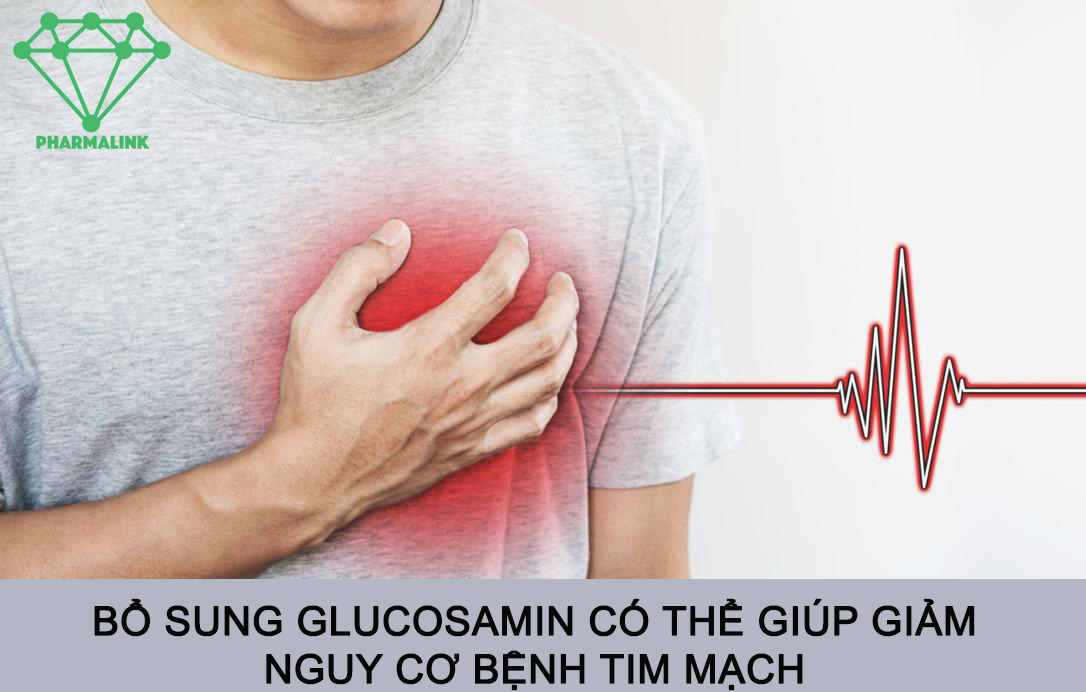 PHARMALINK
BỔ SUNG GLUCOSAMIN CÓ THỂ GIÚP GIẢM
NGUY CƠ BỆNH TIM MẠCH